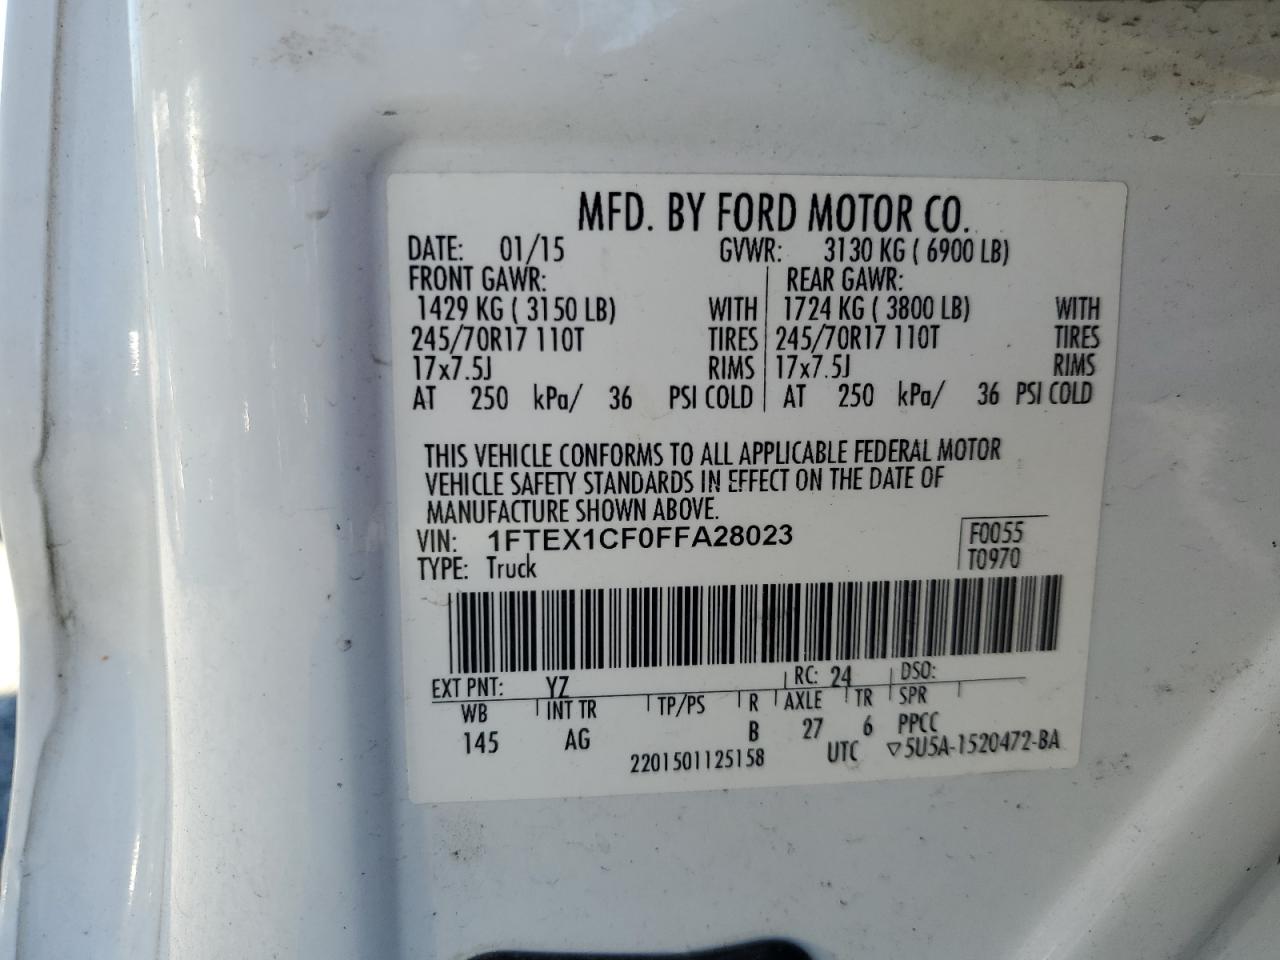 MFD. BY FORD MOTOR CO.
DATE: 01/15 GVWR: 3130 KG ( 6900 LB)
FRONT GAWR: REAR GAWR:
1429 KG ( 3150 LB) WITH 1724 KG ( 3800 LB) WITH
245/70R17 110T TIRES 245/70R17 110T TIRES
17x7.5J RIMS 17x7.5J RIMS
AT 250 kPa/ 36 PSI COLD AT 250 kPa/ 36 PSI COLD
THIS VEHICLE CONFORMS TO ALL APPLICABLE FEDERAL MOTOR
VEHICLE SAFETY STANDARDS IN EFFECT ON THE DATE OF
MANUFACTURE SHOWN ABOVE.
VIN: 1FTEX1CF0FFA28023 F0055
TYPE: Truck T0970
EXT PNT: YZ RC: 24 DSO:
WB INT TR TP/PS R AXLE TR SPR
145 AG B 27 6 PPCC
2201501125158 UTC ▽5U5A-1520472-BA